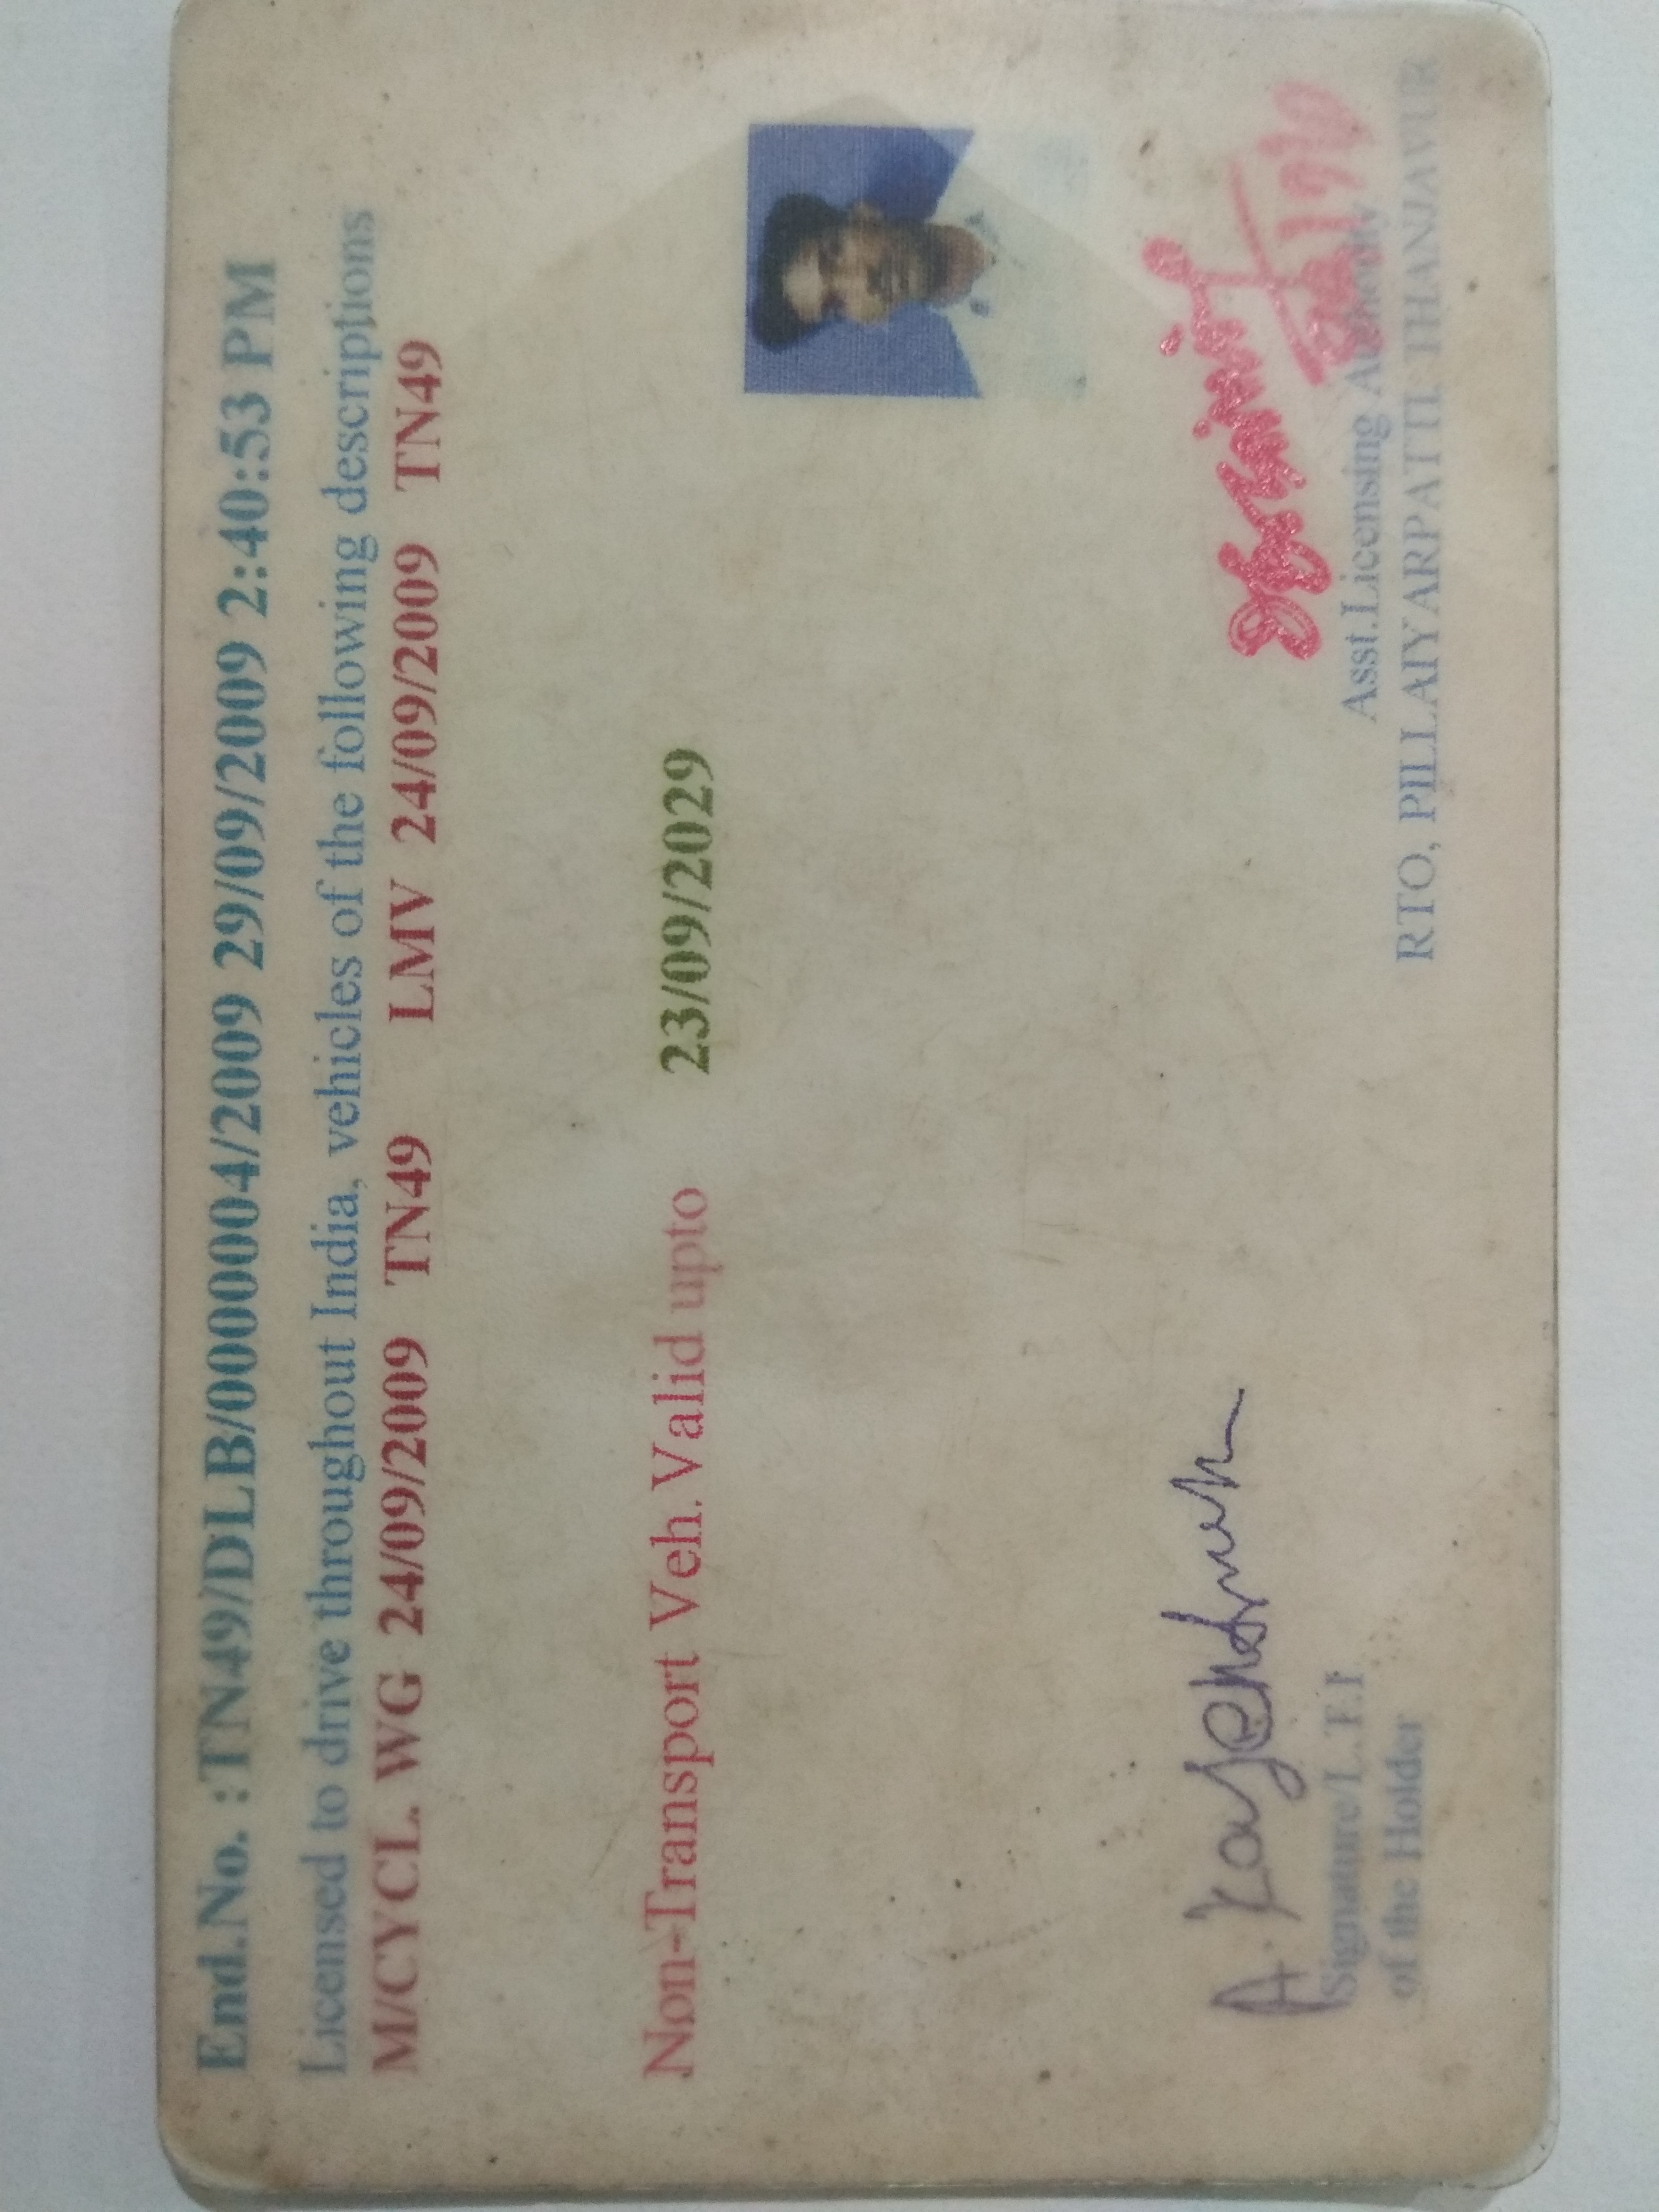 End.No. :TN49/DLB/000004/2009 29/09/2009 2:40:53 PM
Licensed to drive throughout India, vehicles of the following descriptions
M/CYCL. WG 24/09/2009 TN49 LMV 24/09/2009 TN49
Non-Transport Veh.Valid upto 23/09/2029
A.
Signature/L.T.I
of the Holder
Asst.Licensing Authority
RTO, PILLAIYARPATTI. THANJAVUR